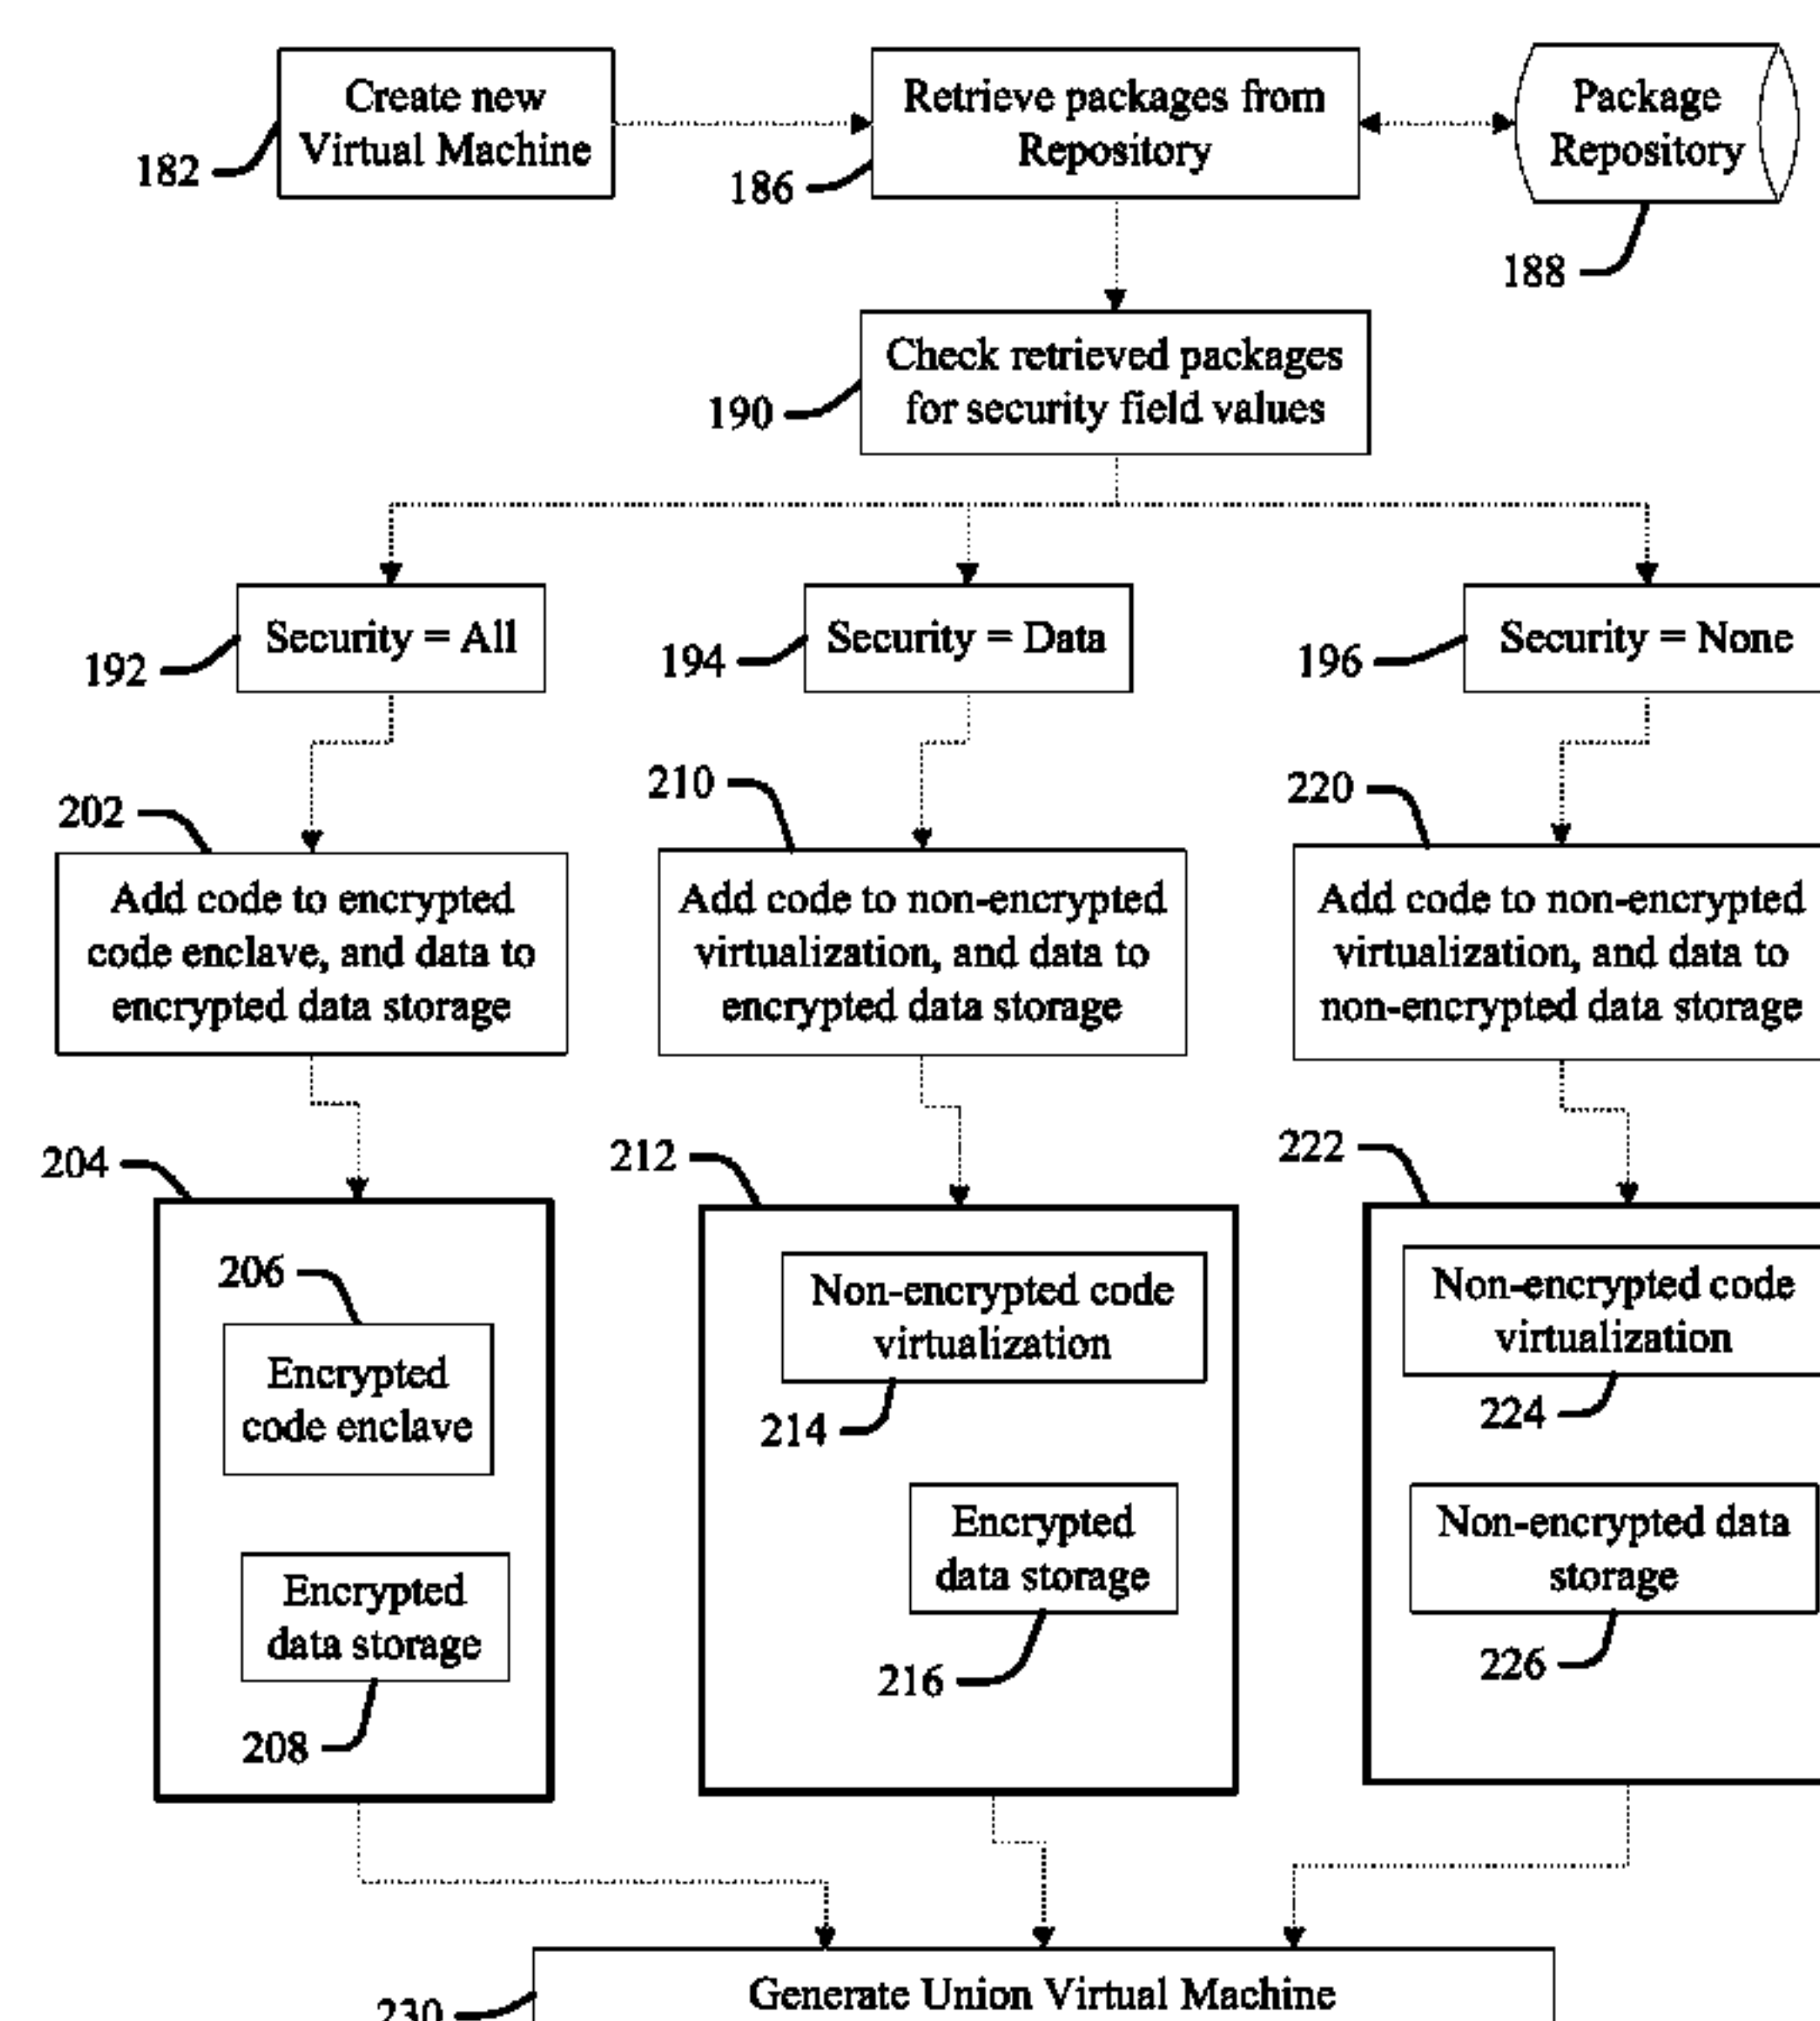 Create new
Virtual Machine
182
Retrieve packages from
Repository
186
Package
Repository
188
Check retrieved packages
for security field values
190
Security = All
192
Security = Data
194
Security = None
196
202
Add code to encrypted
code enclave, and data to
encrypted data storage
210
Add code to non-encrypted
virtualization, and data to
encrypted data storage
220
Add code to non-encrypted
virtualization, and data to
non-encrypted data storage
204
206
Encrypted
code enclave
Encrypted
data storage
208
212
Non-encrypted code
virtualization
214
Encrypted
data storage
216
222
Non-encrypted code
virtualization
224
Non-encrypted data
storage
226
Generate Union Virtual Machine
230